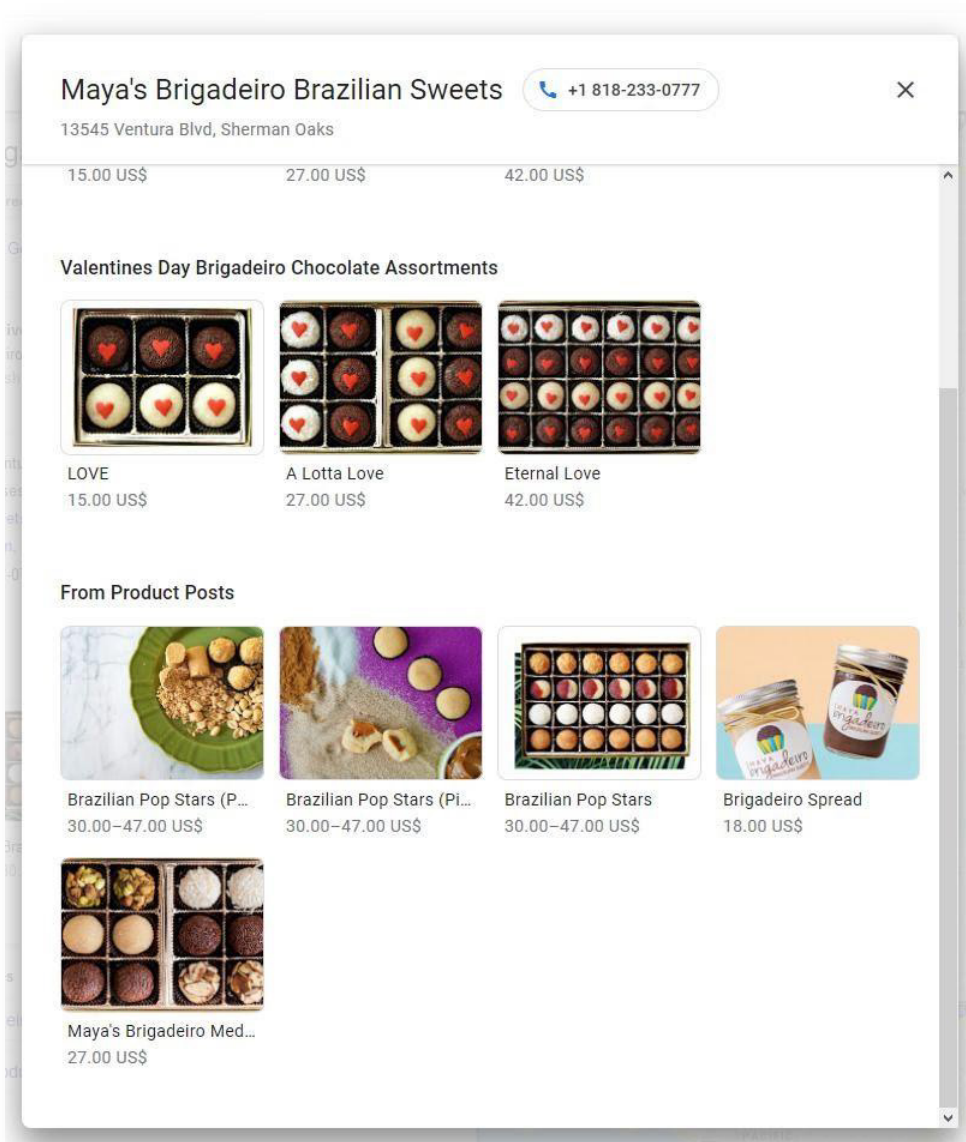 Maya's Brigadeiro Brazilian Sweets
+1 818-233-0777
13545 Ventura Blvd, Sherman Oaks
15.00 US$ 27.00 US$ 42.00 US$
Valentines Day Brigadeiro Chocolate Assortments
LOVE A Lotta Love Eternal Love
15.00 US$ 27.00 US$ 42.00 US$
From Product Posts
MAYA brigadeiro
MAYA brigadeiro
Brazilian Pop Stars (P... Brazilian Pop Stars (Pi... Brazilian Pop Stars Brigadeiro Spread
30.00–47.00 US$ 30.00–47.00 US$ 30.00–47.00 US$ 18.00 US$
Maya's Brigadeiro Med...
27.00 US$